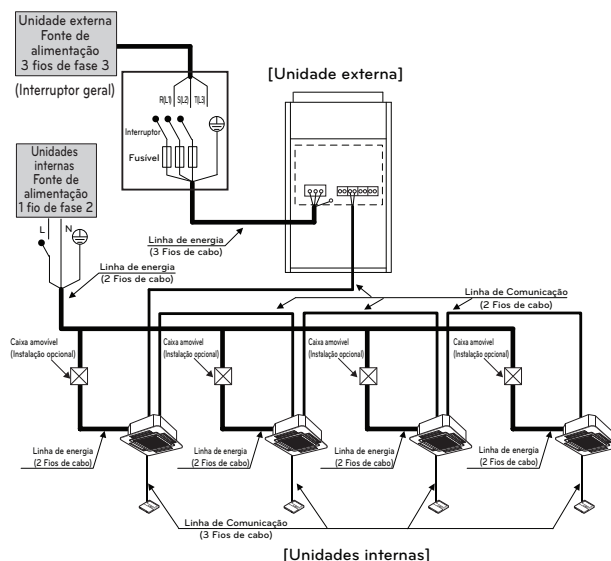 Unidade externa
Fonte de
alimentação
3 fios de fase 3
(Interruptor geral)
R(L1) S(L2) T(L3)
Interruptor
Fusível
[Unidade externa]
Unidades
internas
Fonte de
alimentação
1 fio de fase 2
L N
Linha de energia
(3 Fios de cabo)
Linha de energia
(2 Fios de cabo)
Linha de Comunicação
(2 Fios de cabo)
Caixa amovível
(Instalação opcional)
Caixa amovível
(Instalação opcional)
Caixa amovível
(Instalação opcional)
Caixa amovível
(Instalação opcional)
Linha de energia
(2 Fios de cabo)
Linha de energia
(2 Fios de cabo)
Linha de energia
(2 Fios de cabo)
Linha de energia
(2 Fios de cabo)
Linha de Comunicação
(3 Fios de cabo)
[Unidades internas]